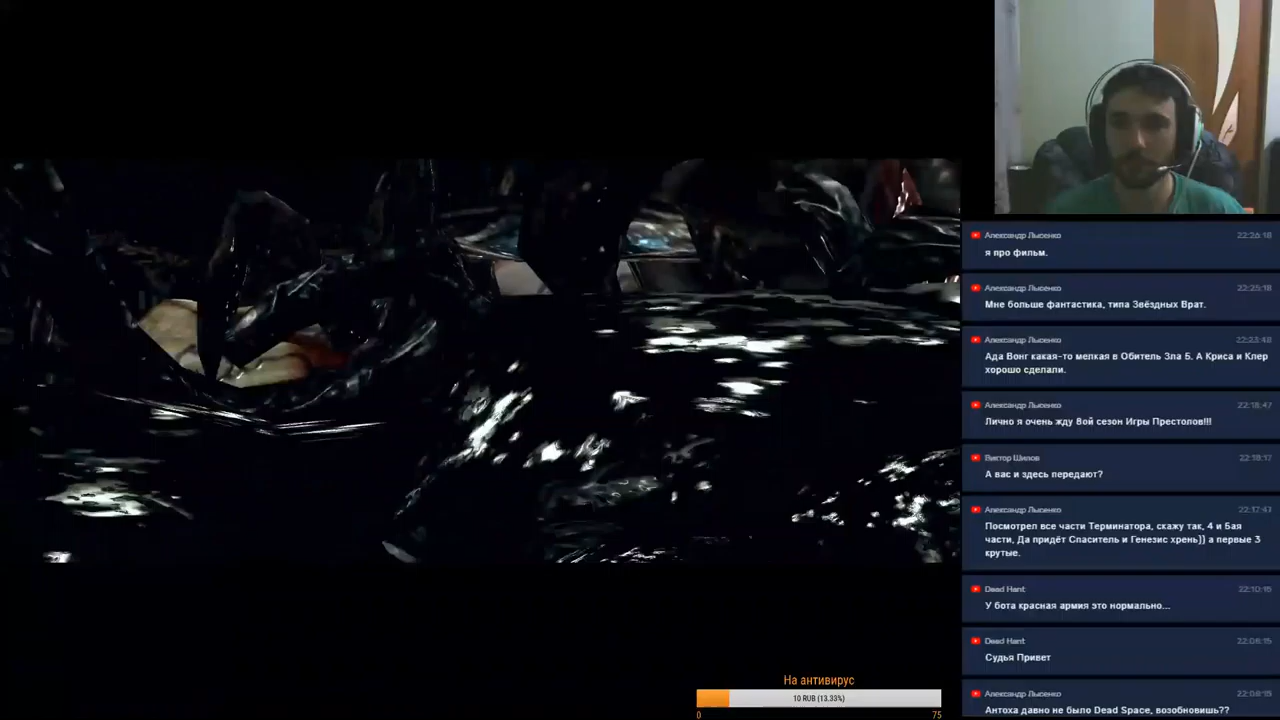 Александр Лысенко 22:26:18
я про фильм.
Александр Лысенко 22:25:18
Мне больше фантастика, типа Звёздных Врат.
Александр Лысенко 22:23:48
Ада Вонг какая-то мелкая в Обитель Зла 5. А Криса и Клер
хорошо сделали.
Александр Лысенко 22:18:47
Лично я очень жду 8ой сезон Игры Престолов!!!
Виктор Шилов 22:18:17
А вас и здесь передают?
Александр Лысенко 22:17:47
Посмотрел все части Терминатора, скажу так, 4 и 5ая
части, Да придёт Спаситель и Генезис хрень)) а первые 3
крутые.
Dead Hant 22:10:15
У бота красная армия это нормально...
Dead Hant 22:06:15
Судья Привет
Александр Лысенко
Антоха давно не было Dead Space, возобновишь??
На антивирус
10 RUB (13.33%)
0 75